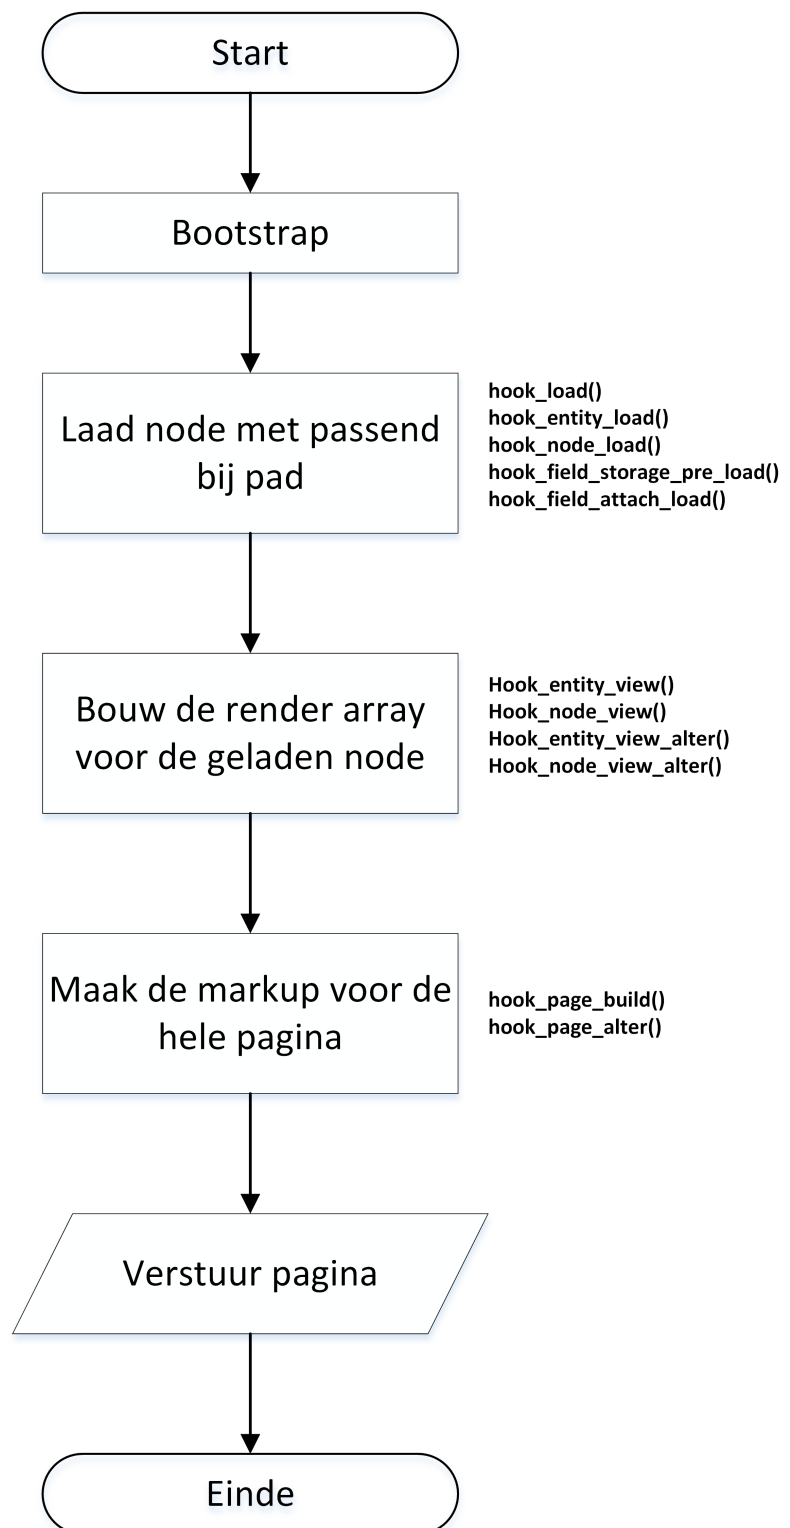 Start
Bootstrap
Laad node met passend
bij pad
hook_load()
hook_entity_load()
hook_node_load()
hook_field_storage_pre_load()
hook_field_attach_load()
Bouw de render array
voor de geladen node
Hook_entity_view()
Hook_node_view()
Hook_entity_view_alter()
Hook_node_view_alter()
Maak de markup voor de
hele pagina
hook_page_build()
hook_page_alter()
Verstuur pagina
Einde